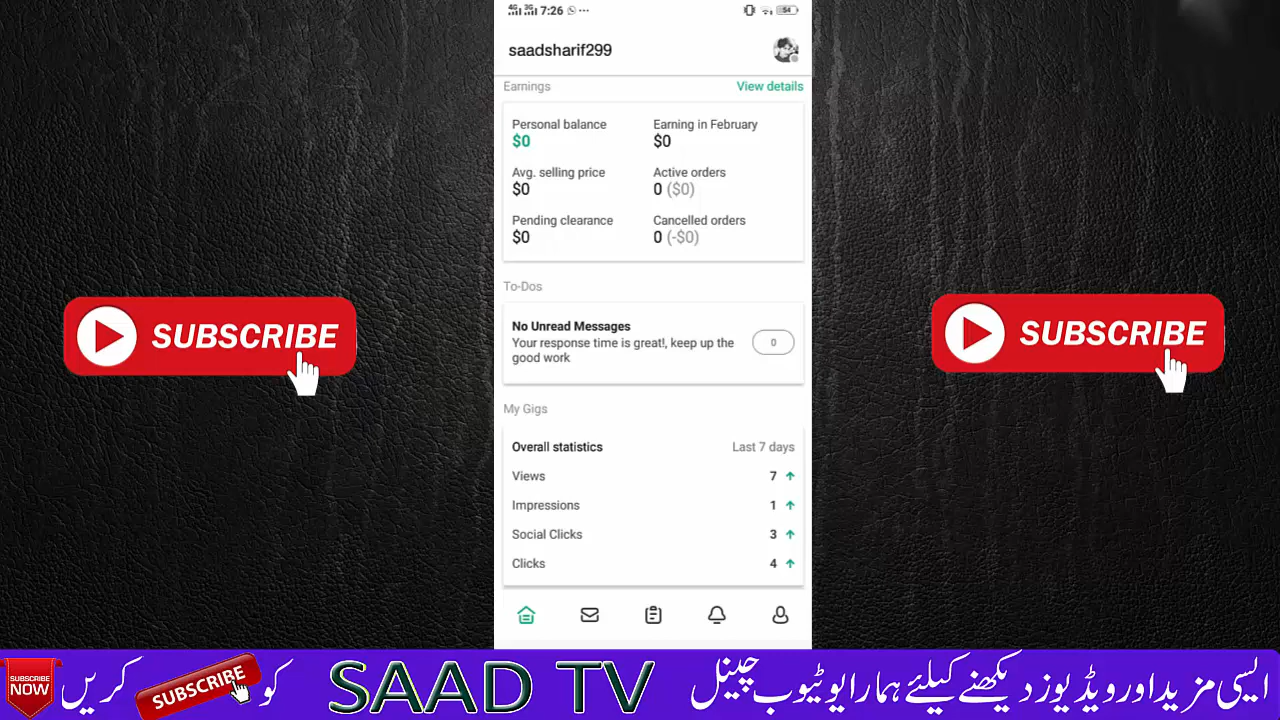 4G 3G 7:26 54
saadsharif299
Earnings View details
Personal balance Earning in February
$0 $0
Avg. selling price Active orders
$0 0 ($0)
Pending clearance Cancelled orders
$0 0 (-$0)
To-Dos
No Unread Messages
Your response time is great!, keep up the
good work
0
My Gigs
Overall statistics Last 7 days
Views 7
Impressions 1
Social Clicks 3
Clicks 4
SUBSCRIBE
SUBSCRIBE
ایسی مزید اور ویڈیوز دیکھنے کیلئے ہمارا یوٹیوب چینل SAAD TV کو SUBSCRIBE کریں
SUBSCRIBE
NOW